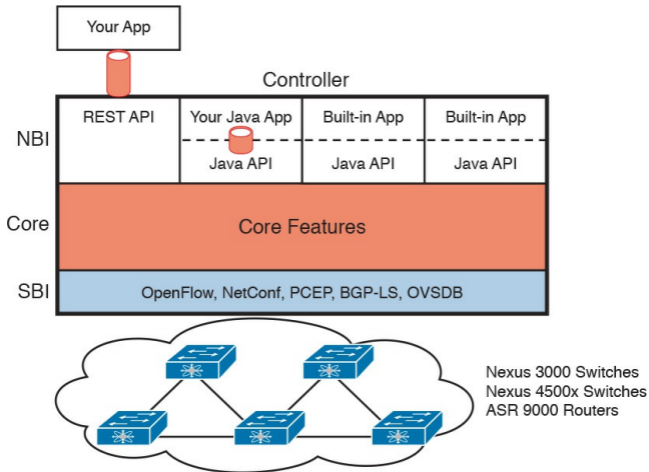 Your App
Controller
NBI
REST API
Your Java App
Java API
Built-in App
Java API
Built-in App
Java API
Core
Core Features
SBI
OpenFlow, NetConf, PCEP, BGP-LS, OVSDB
Nexus 3000 Switches
Nexus 4500x Switches
ASR 9000 Routers